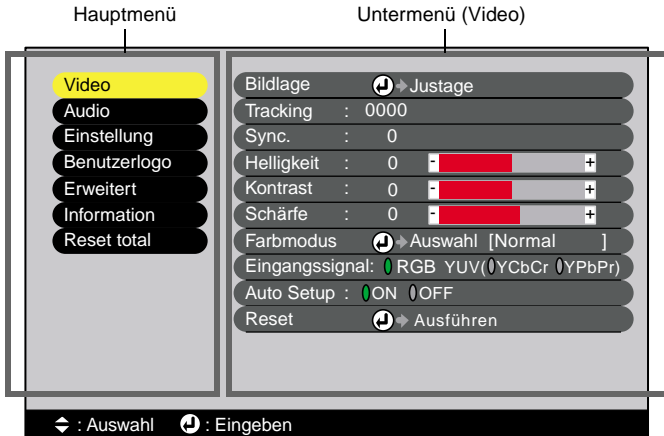 Hauptmenü
Untermenü (Video)
Video
Audio
Einstellung
Benutzerlogo
Erweitert
Information
Reset total
Bildlage Justage
Tracking : 0000
Sync. : 0
Helligkeit : 0 - +
Kontrast : 0 - +
Schärfe : 0 - +
Farbmodus Auswahl [Normal ]
Eingangssignal: RGB YUV(YCbCr YPbPr)
Auto Setup : ON OFF
Reset Ausführen
: Auswahl : Eingeben